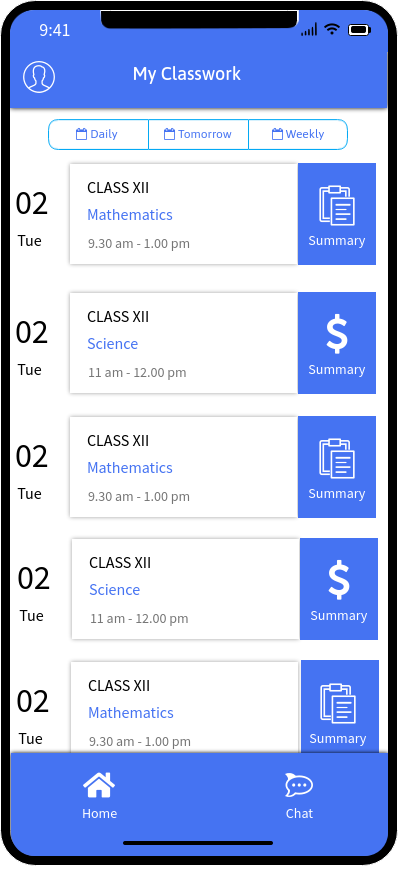 9:41
My Classwork
Daily Tomorrow Weekly
02
Tue
CLASS XII
Mathematics
9.30 am - 1.00 pm
Summary
02
Tue
CLASS XII
Science
11 am - 12.00 pm
$
Summary
02
Tue
CLASS XII
Mathematics
9.30 am - 1.00 pm
Summary
02
Tue
CLASS XII
Science
11 am - 12.00 pm
$
Summary
02
Tue
CLASS XII
Mathematics
9.30 am - 1.00 pm
Summary
Home Chat